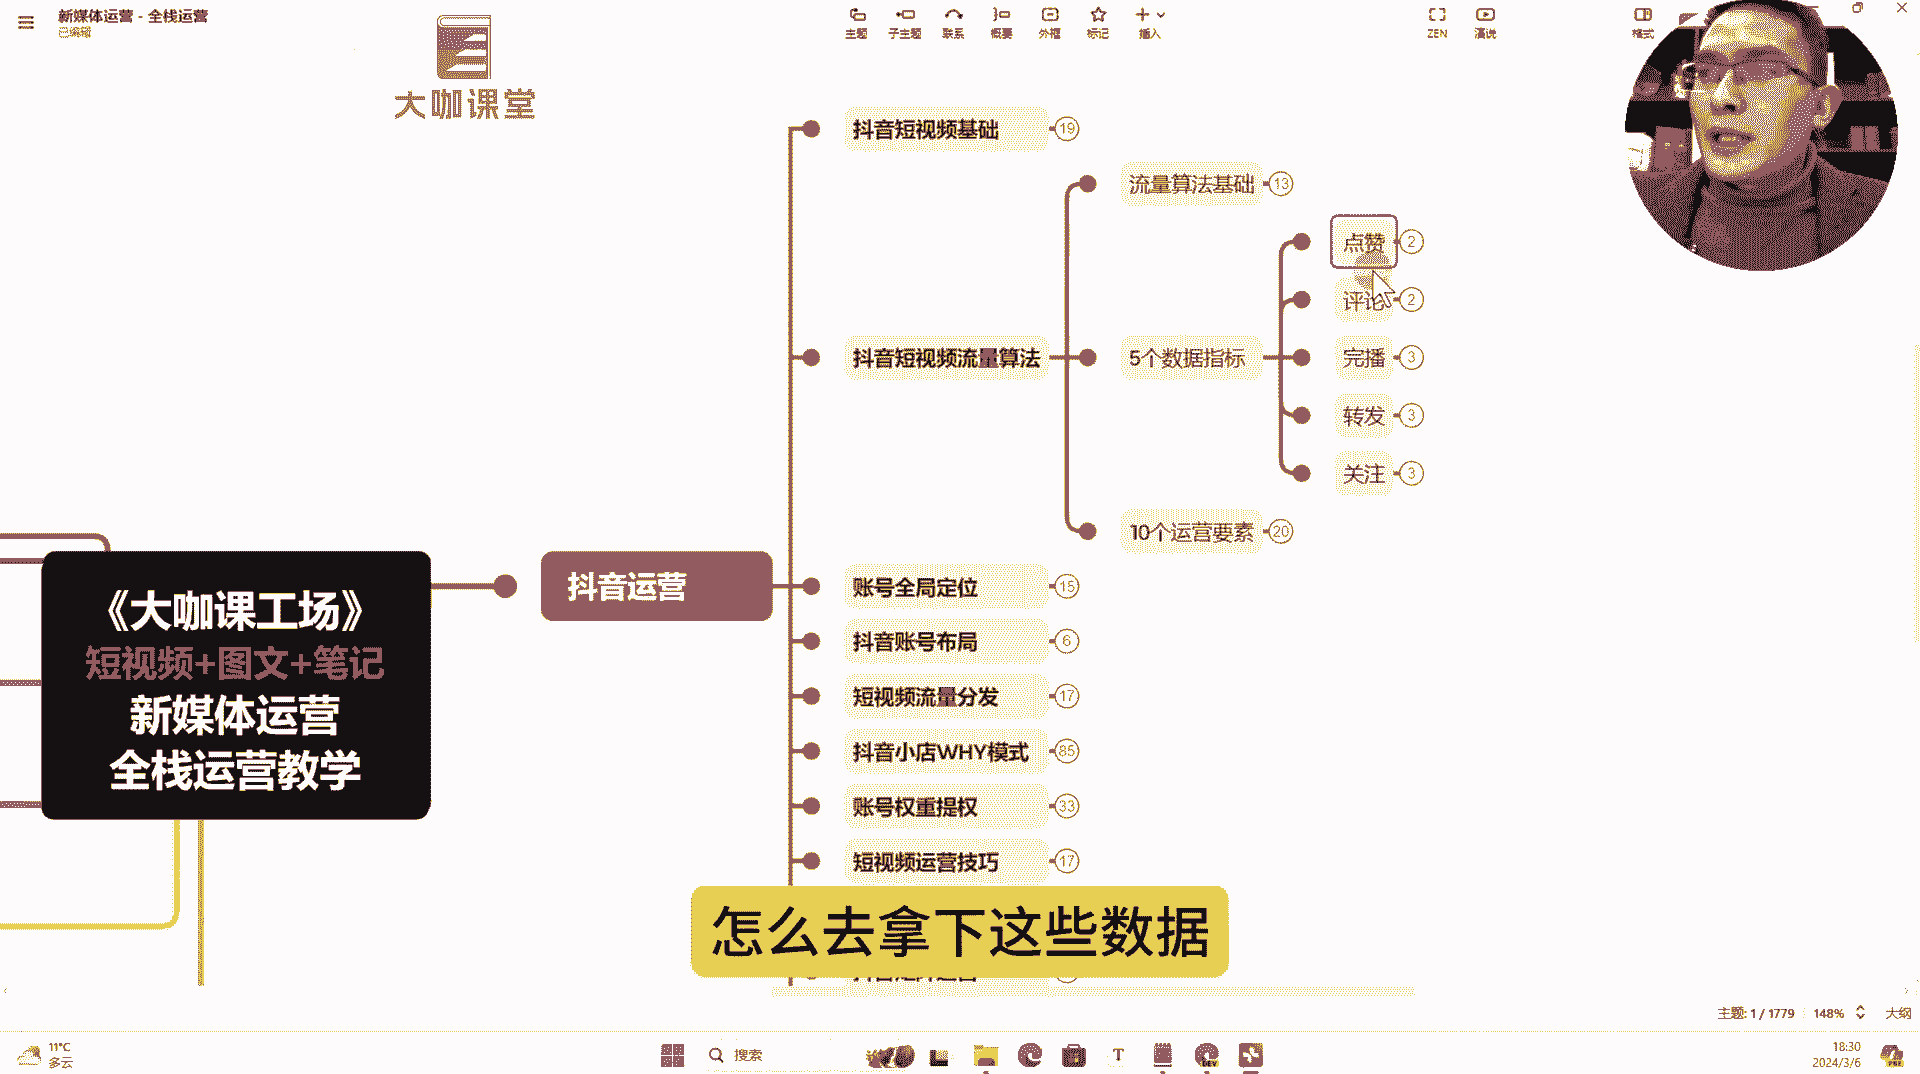 新媒体运营 - 全栈运营
已编辑
主题
子主题
联系
概要
外框
标记
插入
ZEN
演说
格式
大咖课堂
抖音短视频基础
19
流量算法基础
13
点赞
2
评论
2
抖音短视频流量算法
5个数据指标
完播
3
转发
3
关注
3
10个运营要素
20
《大咖课工场》
短视频+图文+笔记
新媒体运营
全栈运营教学
抖音运营
账号全局定位
15
抖音账号布局
6
短视频流量分发
17
抖音小店WHY模式
85
账号权重提权
33
短视频运营技巧
17
怎么去拿下这些数据
主题: 1 / 1779
148%
大纲
11°C
多云
搜索
18:30
2024/3/6